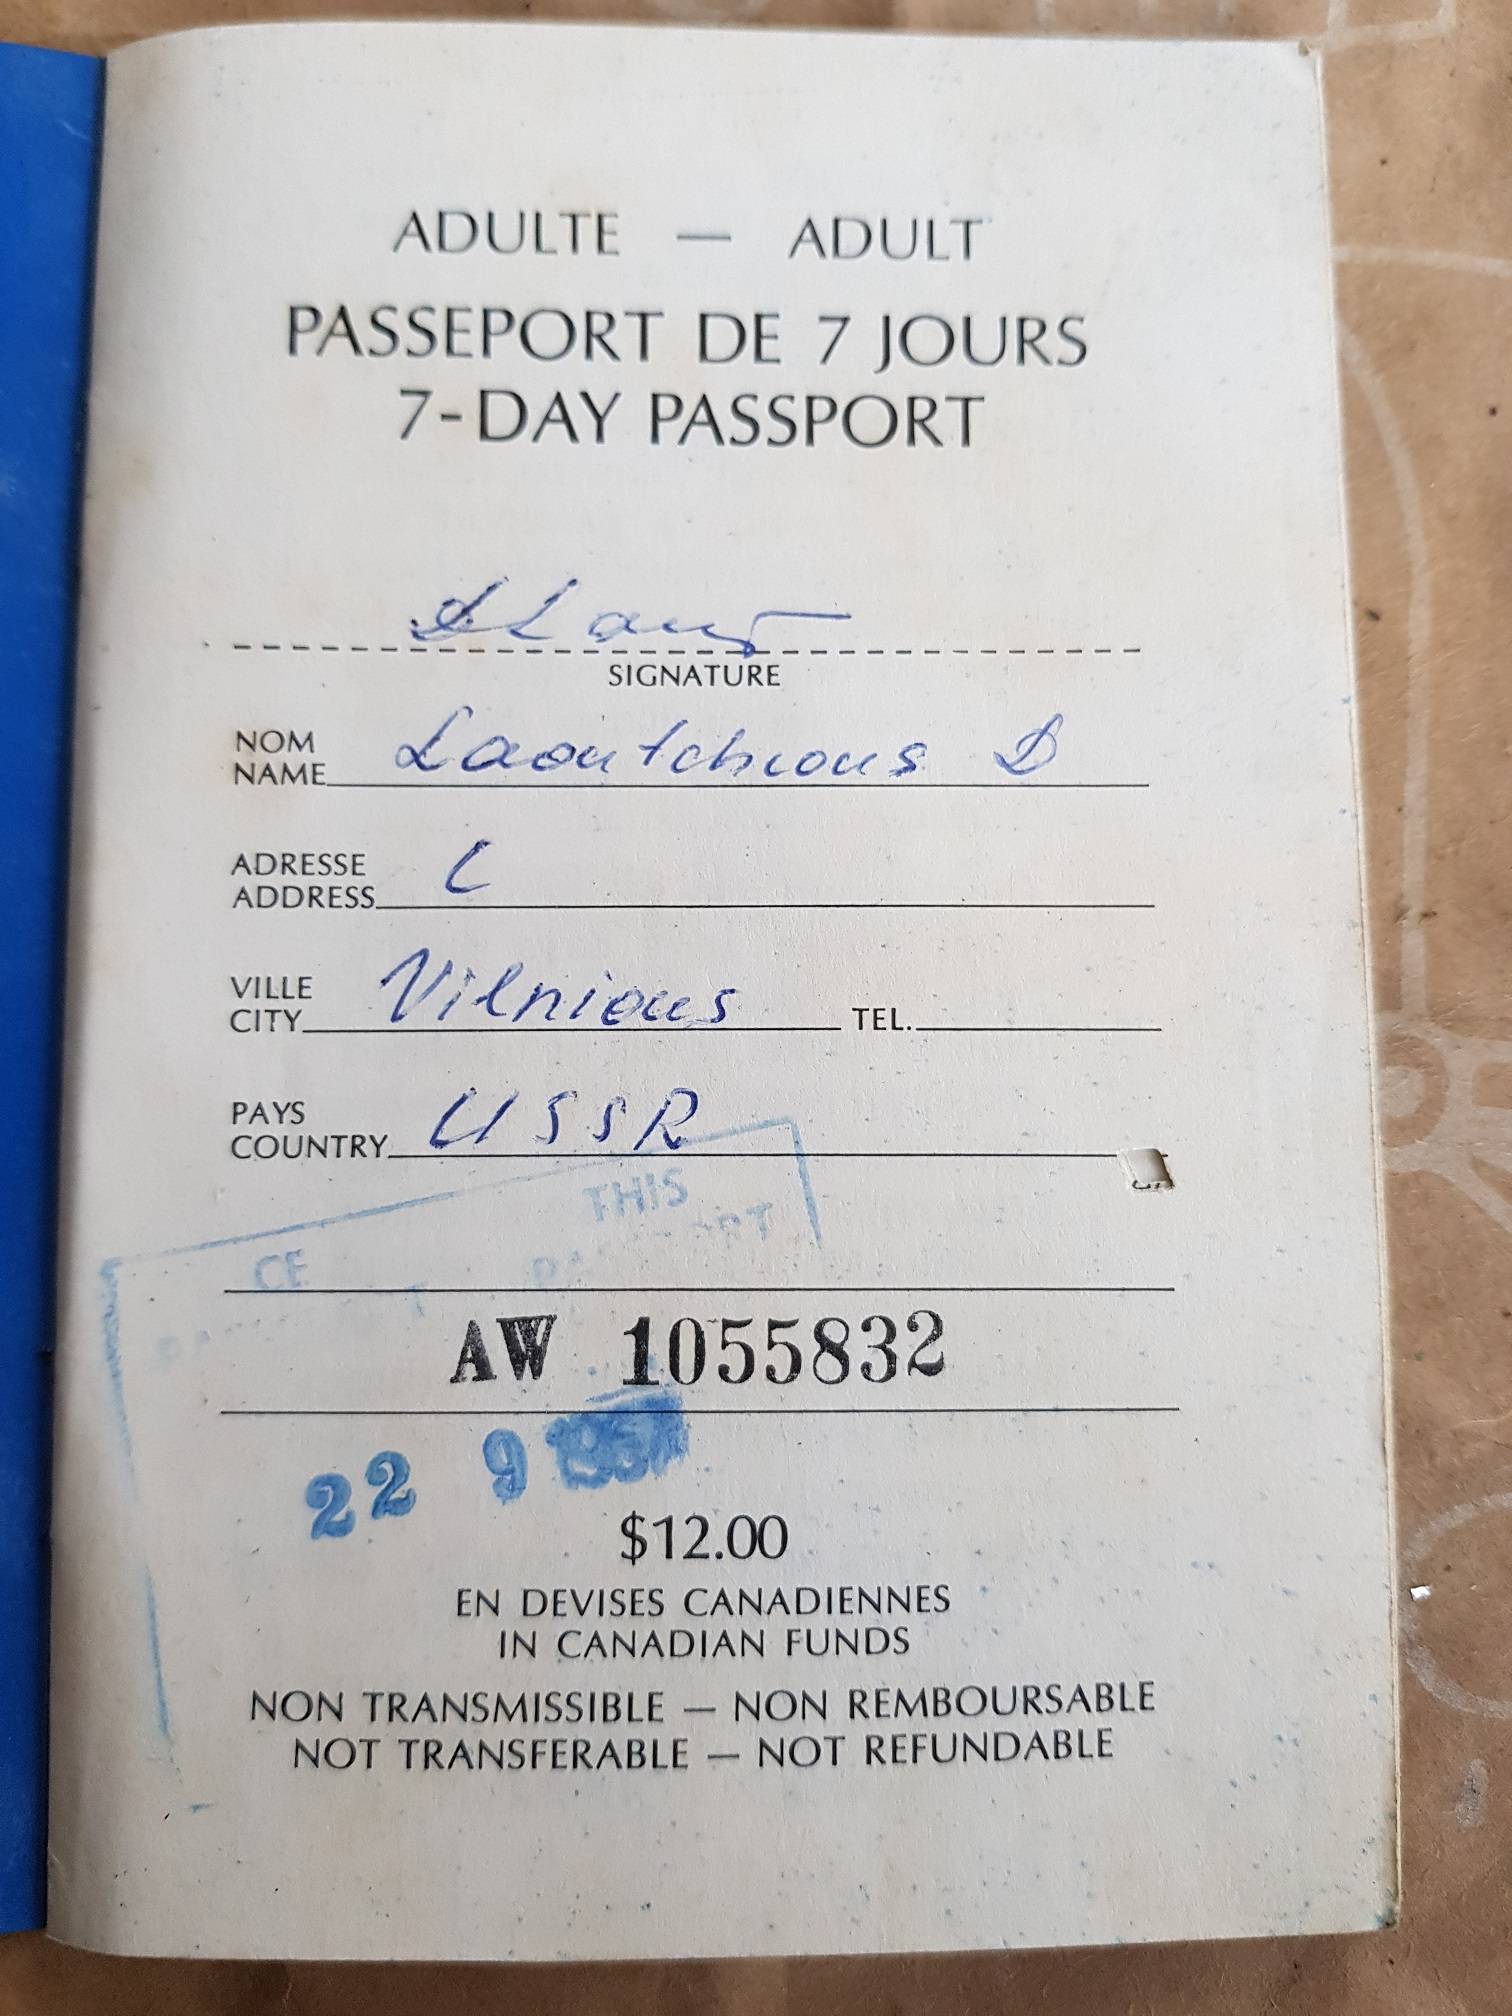 ADULTE — ADULT
PASSEPORT DE 7 JOURS
7-DAY PASSPORT
SIGNATURE
NOM Laoutchious D
NAME
ADRESSE C
ADDRESS
VILLE Vilnious
CITY TEL.
PAYS USSR
COUNTRY
THIS
CE
AW 1055832
22 9
$12.00
EN DEVISES CANADIENNES
IN CANADIAN FUNDS
NON TRANSMISSIBLE — NON REMBOURSABLE
NOT TRANSFERABLE — NOT REFUNDABLE